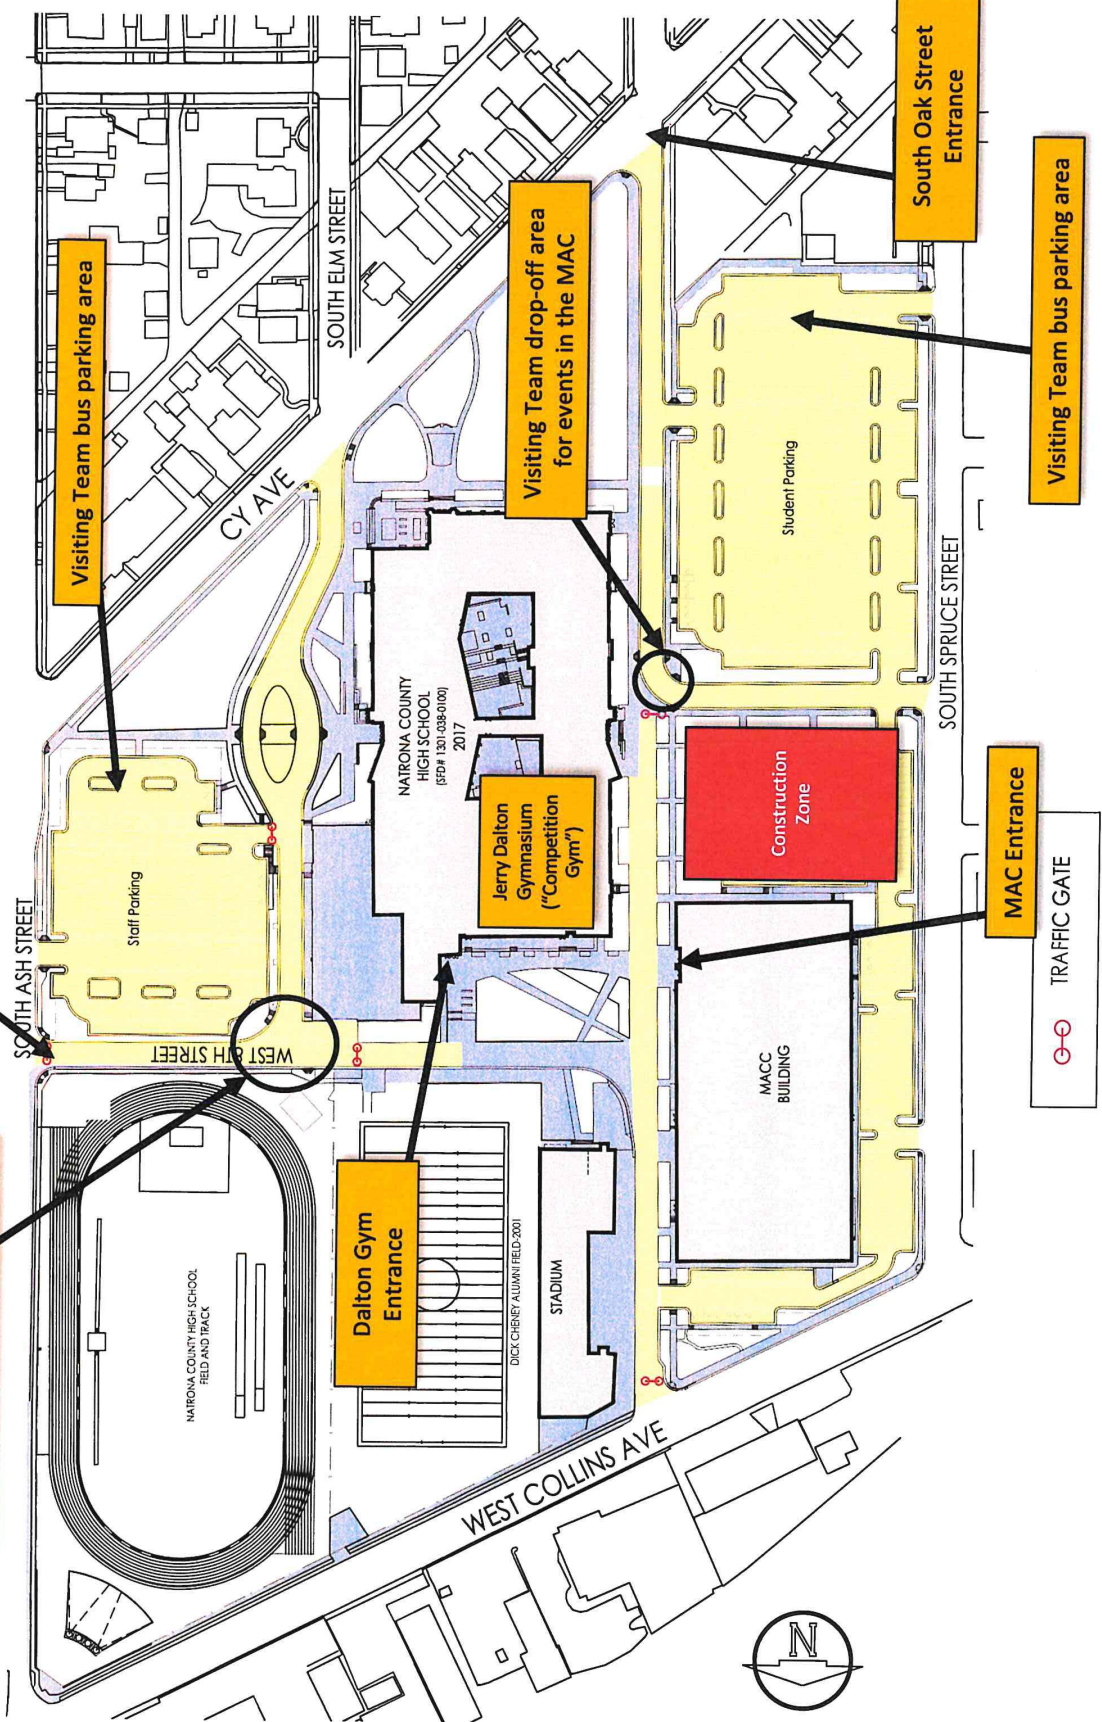 SOUTH ASH STREET
Visiting Team bus parking area
Staff Parking
WEST 8TH STREET
CY AVE
SOUTH ELM STREET
NATRONA COUNTY HIGH SCHOOL
FIELD AND TRACK
Dalton Gym
Entrance
DICK CHENEY ALUMNI FIELD-2001
STADIUM
NATRONA COUNTY
HIGH SCHOOL
(SFD# 1301-038-0100)
2017
Jerry Dalton
Gymnasium
("Competition
Gym")
Visiting Team drop-off area
for events in the MAC
South Oak Street
Entrance
WEST COLLINS AVE
MACC
BUILDING
Construction
Zone
Student Parking
MAC Entrance
SOUTH SPRUCE STREET
Visiting Team bus parking area
N
TRAFFIC GATE